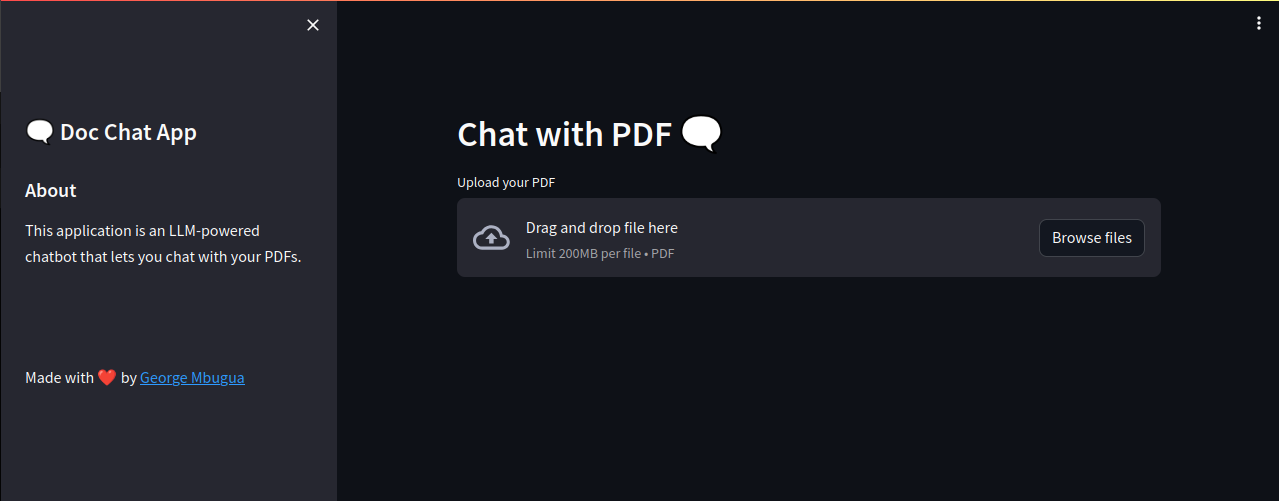 🗨️ Doc Chat App
About
This application is an LLM-powered
chatbot that lets you chat with your PDFs.
Made with ❤️ by George Mbugua
Chat with PDF 🗨️
Upload your PDF
Drag and drop file here
Limit 200MB per file • PDF
Browse files